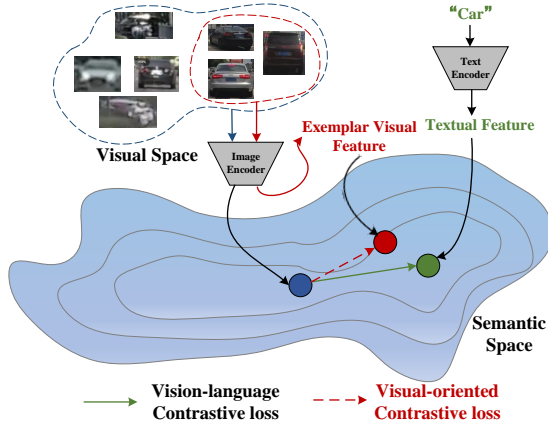 “Car”
Text
Encoder
Textual Feature
Exemplar Visual
Feature
Visual Space
Image
Encoder
Semantic
Space
Vision-language
Contrastive loss
Visual-oriented
Contrastive loss